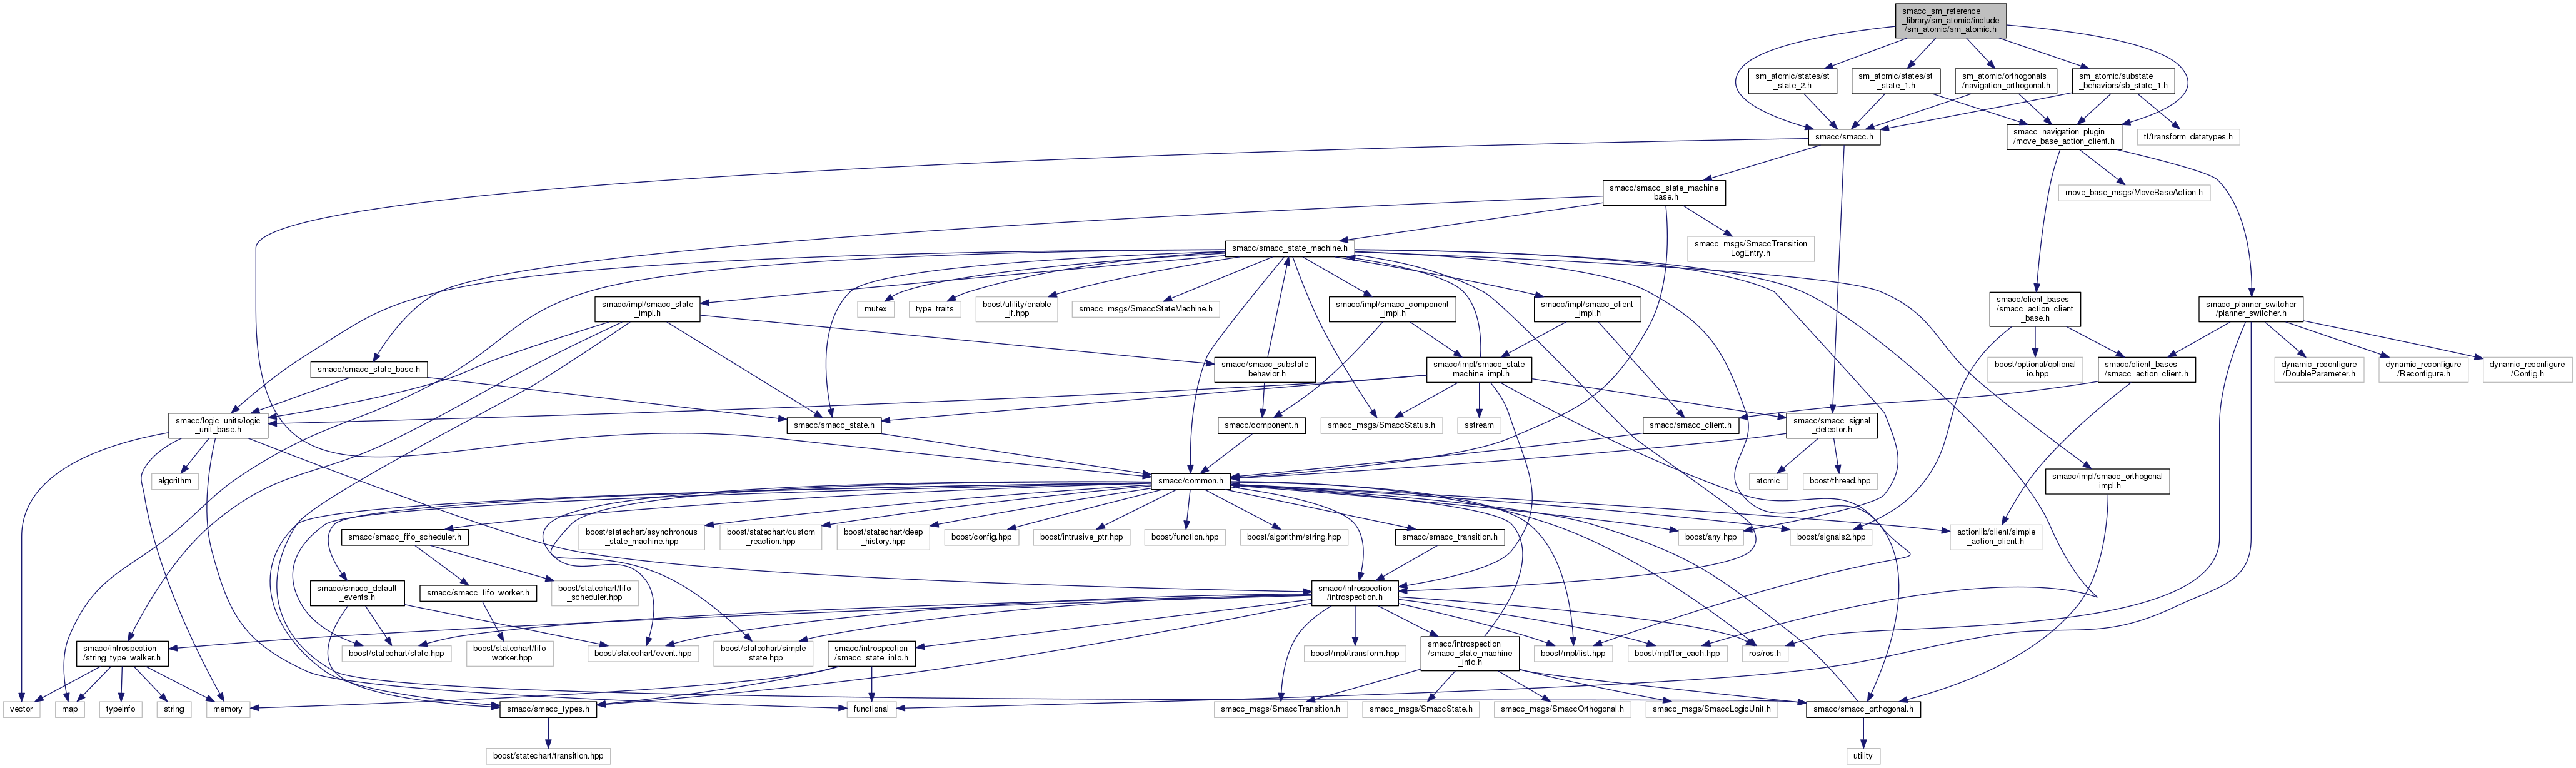 smacc_sm_reference
_library/sm_atomic/include
/sm_atomic/sm_atomic.h
sm_atomic/states/st
_state_2.h
sm_atomic/states/st
_state_1.h
sm_atomic/orthogonals
/navigation_orthogonal.h
sm_atomic/substate
_behaviors/sb_state_1.h
smacc/smacc.h
smacc_navigation_plugin
/move_base_action_client.h
tf/transform_datatypes.h
smacc/smacc_state_machine
_base.h
move_base_msgs/MoveBaseAction.h
smacc/smacc_state_machine.h
smacc_msgs/SmaccTransition
LogEntry.h
smacc/impl/smacc_state
_impl.h
mutex
type_traits
boost/utility/enable
_if.hpp
smacc_msgs/SmaccStateMachine.h
smacc/impl/smacc_component
_impl.h
smacc/impl/smacc_client
_impl.h
smacc/client_bases
/smacc_action_client
_base.h
smacc_planner_switcher
/planner_switcher.h
smacc/smacc_state_base.h
smacc/smacc_substate
_behavior.h
smacc/impl/smacc_state
_machine_impl.h
boost/optional/optional
_io.hpp
smacc/client_bases
/smacc_action_client.h
dynamic_reconfigure
/DoubleParameter.h
dynamic_reconfigure
/Reconfigure.h
dynamic_reconfigure
/Config.h
smacc/logic_units/logic
_unit_base.h
smacc/smacc_state.h
smacc/component.h
smacc_msgs/SmaccStatus.h
sstream
smacc/smacc_client.h
smacc/smacc_signal
_detector.h
algorithm
smacc/common.h
atomic
boost/thread.hpp
smacc/impl/smacc_orthogonal
_impl.h
smacc/smacc_fifo_scheduler.h
boost/statechart/asynchronous
_state_machine.hpp
boost/statechart/custom
_reaction.hpp
boost/statechart/deep
_history.hpp
boost/config.hpp
boost/intrusive_ptr.hpp
boost/function.hpp
boost/algorithm/string.hpp
smacc/smacc_transition.h
boost/any.hpp
boost/signals2.hpp
actionlib/client/simple
_action_client.h
smacc/smacc_default
_events.h
smacc/smacc_fifo_worker.h
boost/statechart/fifo
_scheduler.hpp
smacc/introspection
/introspection.h
smacc/introspection
/string_type_walker.h
boost/statechart/state.hpp
boost/statechart/fifo
_worker.hpp
boost/statechart/event.hpp
boost/statechart/simple
_state.hpp
smacc/introspection
/smacc_state_info.h
boost/mpl/transform.hpp
smacc/introspection
/smacc_state_machine
_info.h
boost/mpl/list.hpp
boost/mpl/for_each.hpp
ros/ros.h
vector
map
typeinfo
string
memory
smacc/smacc_types.h
functional
smacc_msgs/SmaccTransition.h
smacc_msgs/SmaccState.h
smacc_msgs/SmaccOrthogonal.h
smacc_msgs/SmaccLogicUnit.h
smacc/smacc_orthogonal.h
boost/statechart/transition.hpp
utility